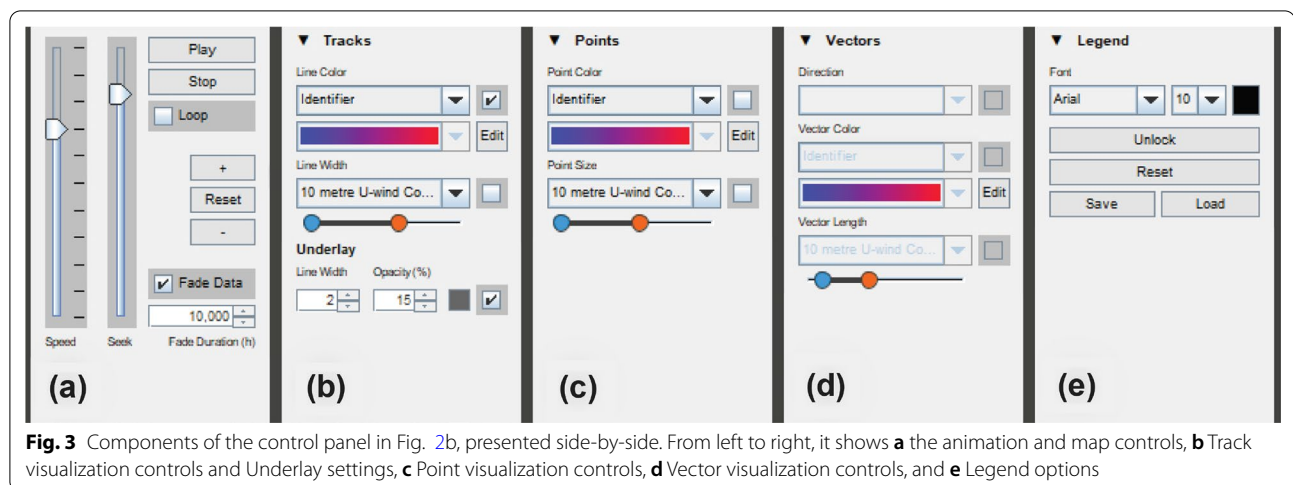 Play
Stop
Loop
+
Reset
-
Fade Data
10,000
Speed Seek Fade Duration (h)
(a)
▼ Tracks
Line Color
Identifier
Edit
Line Width
10 metre U-wind Co...
Underlay
Line Width Opacity (%)
2 15
(b)
▼ Points
Point Color
Identifier
Edit
Point Size
10 metre U-wind Co...
(c)
▼ Vectors
Direction
Vector Color
Identifier
Edit
Vector Length
10 metre U-wind Co...
(d)
▼ Legend
Font
Arial 10
Unlock
Reset
Save Load
(e)
Fig. 3 Components of the control panel in Fig. 2b, presented side-by-side. From left to right, it shows a the animation and map controls, b Track
visualization controls and Underlay settings, c Point visualization controls, d Vector visualization controls, and e Legend options